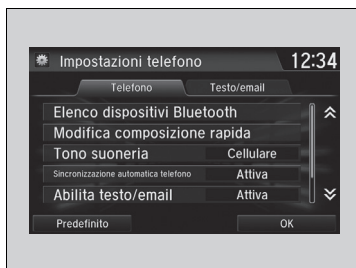 Impostazioni telefono 12:34
Telefono Testo/email
Elenco dispositivi Bluetooth
Modifica composizione rapida
Tono suoneria Cellulare
Sincronizzazione automatica telefono Attiva
Abilita testo/email Attiva
Predefinito OK